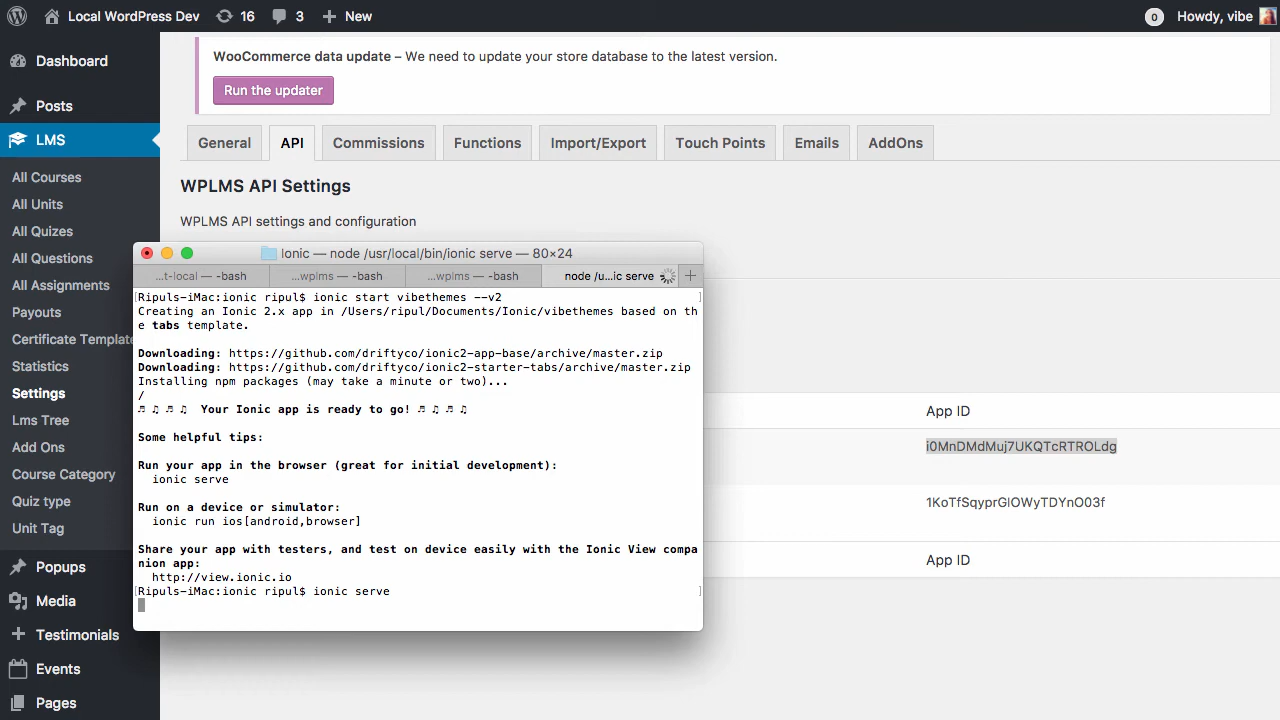 Local WordPress Dev 16 3 New 0 Howdy, vibe
Dashboard
Posts
LMS
All Courses
All Units
All Quizes
All Questions
All Assignments
Payouts
Certificate Templat
Statistics
Settings
Lms Tree
Add Ons
Course Category
Quiz type
Unit Tag
Popups
Media
Testimonials
Events
Pages
WooCommerce data update – We need to update your store database to the latest version.
Run the updater
General API Commissions Functions Import/Export Touch Points Emails AddOns
WPLMS API Settings
WPLMS API settings and configuration
Ionic — node /usr/local/bin/ionic serve — 80×24
...t-local — -bash ...wplms — -bash ...wplms — -bash node /u...ic serve
[Ripuls-iMac:ionic ripul$ ionic start vibethemes --v2 ]
Creating an Ionic 2.x app in /Users/ripul/Documents/Ionic/vibethemes based on th
e tabs template.
Downloading: https://github.com/driftyco/ionic2-app-base/archive/master.zip
Downloading: https://github.com/driftyco/ionic2-starter-tabs/archive/master.zip
Installing npm packages (may take a minute or two)...
/
♬ ♫ ♬ ♫  Your Ionic app is ready to go! ♬ ♫ ♬ ♫
Some helpful tips:
Run your app in the browser (great for initial development):
ionic serve
Run on a device or simulator:
ionic run ios[android,browser]
Share your app with testers, and test on device easily with the Ionic View compa
nion app:
http://view.ionic.io
[Ripuls-iMac:ionic ripul$ ionic serve ]
App ID
i0MnDMdMuj7UKQTcRTROLdg
1KoTfSqyprGlOWyTDYnO03f
App ID